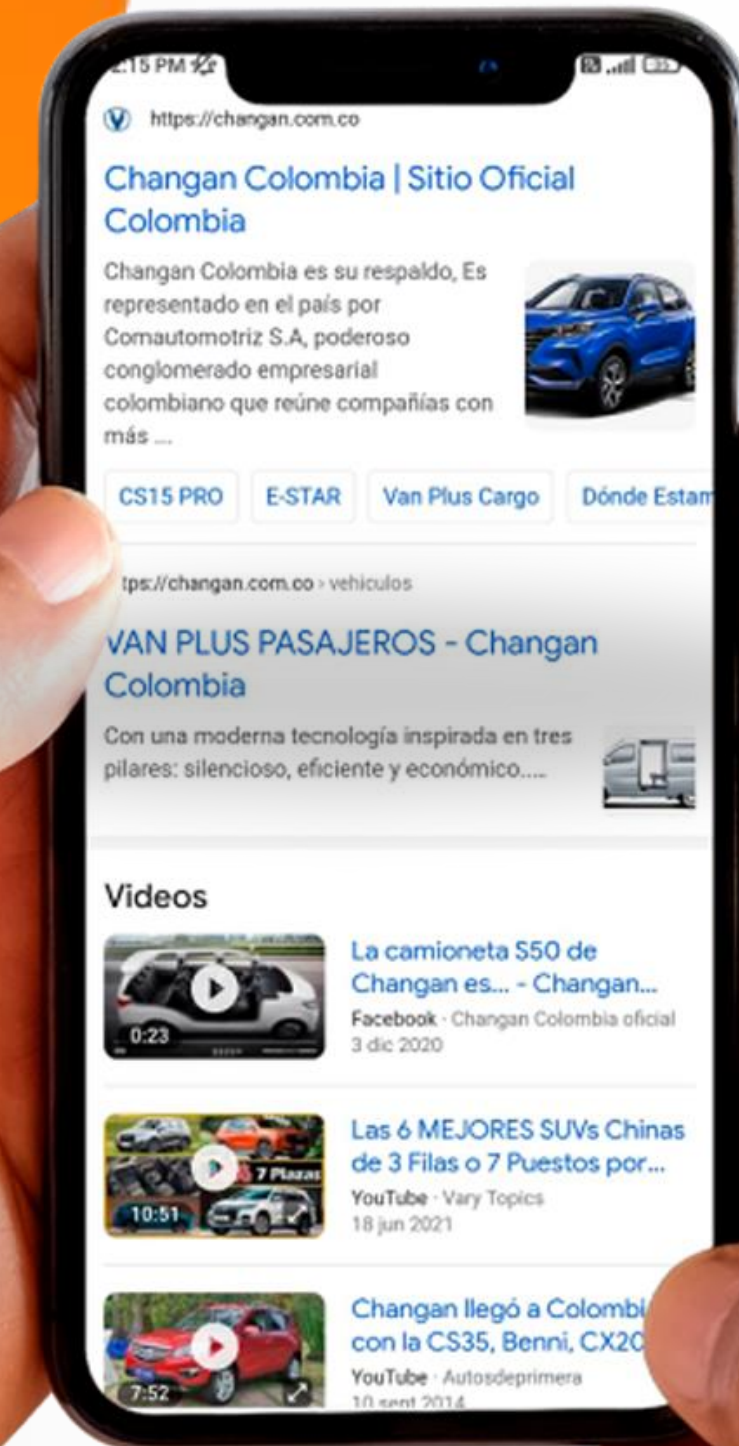 2:15 PM
35
https://changan.com.co
Changan Colombia | Sitio Oficial
Colombia
Changan Colombia es su respaldo, Es
representado en el país por
Comautomotriz S.A, poderoso
conglomerado empresarial
colombiano que reúne compañías con
más ....
CS15 PRO E-STAR Van Plus Cargo Dónde Estam
tps://changan.com.co › vehiculos
VAN PLUS PASAJEROS - Changan
Colombia
Con una moderna tecnología inspirada en tres
pilares: silencioso, eficiente y económico.....
Videos
0:23
La camioneta S50 de
Changan es... - Changan...
Facebook · Changan Colombia oficial
3 dic 2020
7 Plazas
10:51
Las 6 MEJORES SUVs Chinas
de 3 Filas o 7 Puestos por...
YouTube · Vary Topics
18 jun 2021
7:52
Changan llegó a Colombi
con la CS35, Benni, CX20
YouTube · Autosdeprimera
10 sept 2014